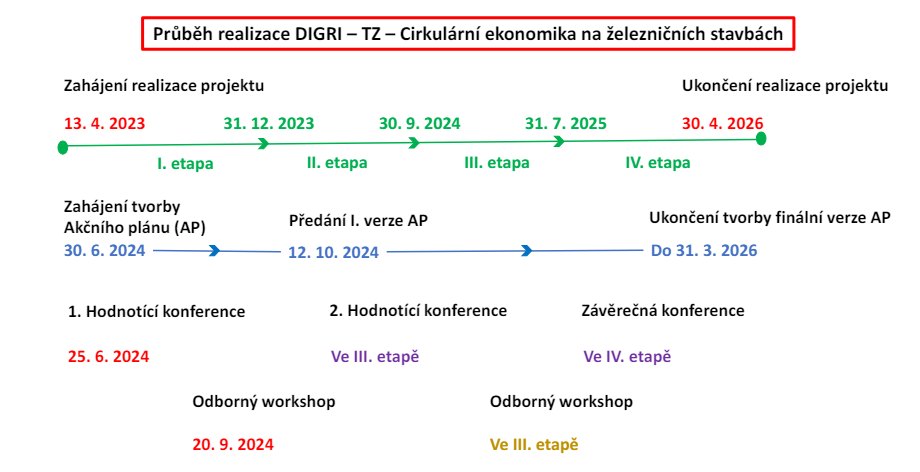 Průběh realizace DIGRI – TZ – Cirkulární ekonomika na železničních stavbách
Zahájení realizace projektu
Ukončení realizace projektu
13. 4. 2023
31. 12. 2023
30. 9. 2024
31. 7. 2025
30. 4. 2026
I. etapa
II. etapa
III. etapa
IV. etapa
Zahájení tvorby
Akčního plánu (AP)
Předání I. verze AP
Ukončení tvorby finální verze AP
30. 6. 2024
12. 10. 2024
Do 31. 3. 2026
1. Hodnotící konference
2. Hodnotící konference
Závěrečná konference
25. 6. 2024
Ve III. etapě
Ve IV. etapě
Odborný workshop
Odborný workshop
20. 9. 2024
Ve III. etapě